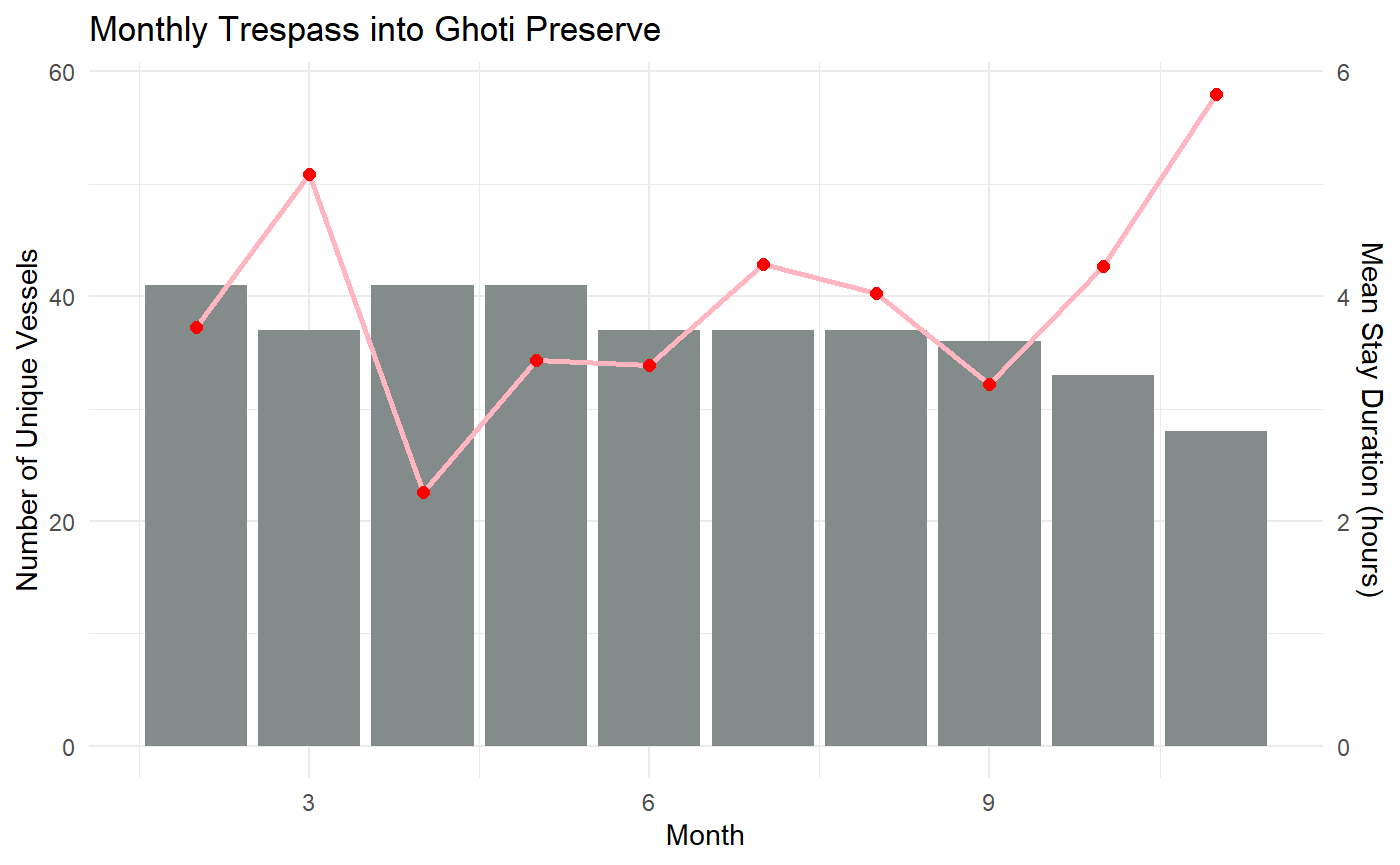 Monthly Trespass into Ghoti Preserve
Number of Unique Vessels
60
40
20
0
6
4
2
0
Mean Stay Duration (hours)
3
6
9
Month